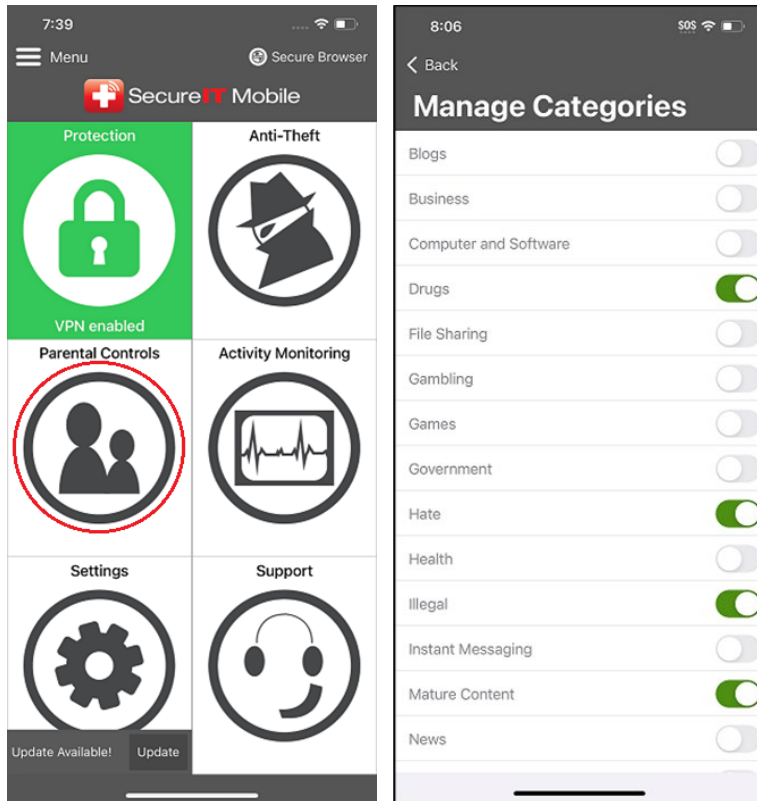 7:39
Menu
Secure Browser
SecureIT Mobile
Protection
Anti-Theft
VPN enabled
Parental Controls
Activity Monitoring
Settings
Support
Update Available!
Update
8:06
SOS
Back
Manage Categories
Blogs
Business
Computer and Software
Drugs
File Sharing
Gambling
Games
Government
Hate
Health
Illegal
Instant Messaging
Mature Content
News